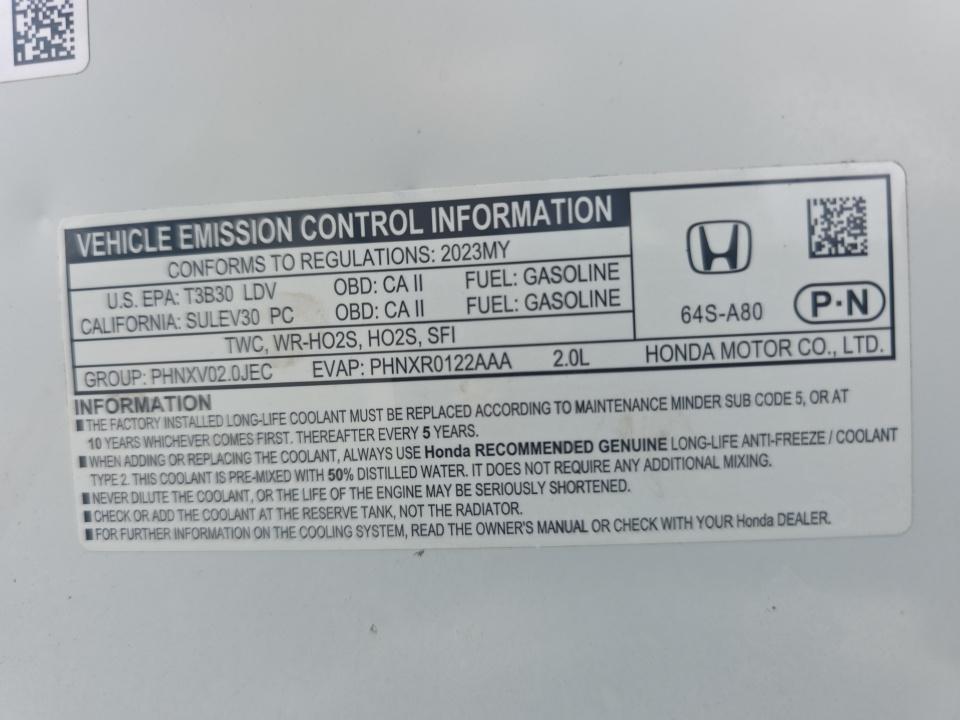 VEHICLE EMISSION CONTROL INFORMATION
CONFORMS TO REGULATIONS: 2023MY
U.S. EPA: T3B30 LDV OBD: CA II FUEL: GASOLINE
CALIFORNIA: SULEV30 PC OBD: CA II FUEL: GASOLINE
TWC, WR-HO2S, HO2S, SFI
GROUP: PHNXV02.0JEC EVAP: PHNXR0122AAA 2.0L
64S-A80 P·N
HONDA MOTOR CO., LTD.
INFORMATION
THE FACTORY INSTALLED LONG-LIFE COOLANT MUST BE REPLACED ACCORDING TO MAINTENANCE MINDER SUB CODE 5, OR AT
10 YEARS WHICHEVER COMES FIRST. THEREAFTER EVERY 5 YEARS.
WHEN ADDING OR REPLACING THE COOLANT, ALWAYS USE Honda RECOMMENDED GENUINE LONG-LIFE ANTI-FREEZE / COOLANT
TYPE 2. THIS COOLANT IS PRE-MIXED WITH 50% DISTILLED WATER. IT DOES NOT REQUIRE ANY ADDITIONAL MIXING.
NEVER DILUTE THE COOLANT, OR THE LIFE OF THE ENGINE MAY BE SERIOUSLY SHORTENED.
CHECK OR ADD THE COOLANT AT THE RESERVE TANK, NOT THE RADIATOR.
FOR FURTHER INFORMATION ON THE COOLING SYSTEM, READ THE OWNER'S MANUAL OR CHECK WITH YOUR Honda DEALER.